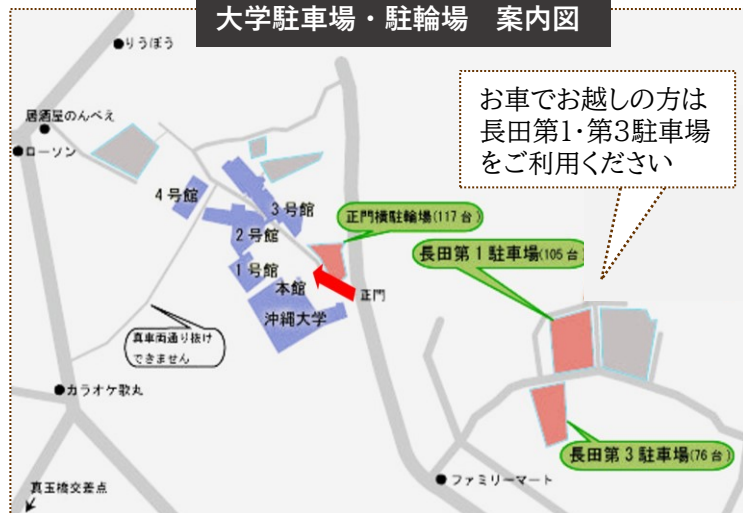 大学駐車場・駐輪場　案内図
りうぼう
お車でお越しの方は
長田第1・第3駐車場
をご利用ください
居酒屋のんべえ
ローソン
4号館
3号館
正門横駐輪場(117台)
2号館
長田第1駐車場(105台
1号館
本館
正門
沖縄大学
真車両通り抜け
できません
カラオケ歌丸
長田第3駐車場(76台)
ファミリーマート
真玉橋交差点